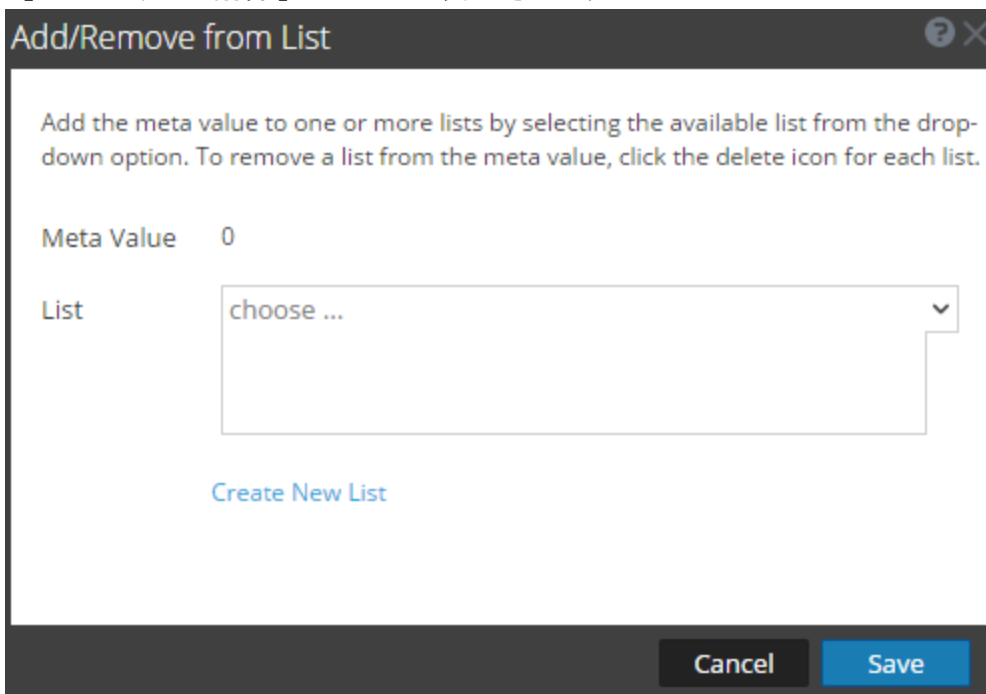 Add/Remove from List
Add the meta value to one or more lists by selecting the available list from the drop-
down option. To remove a list from the meta value, click the delete icon for each list.
Meta Value 0
List choose ...
Create New List
Cancel Save